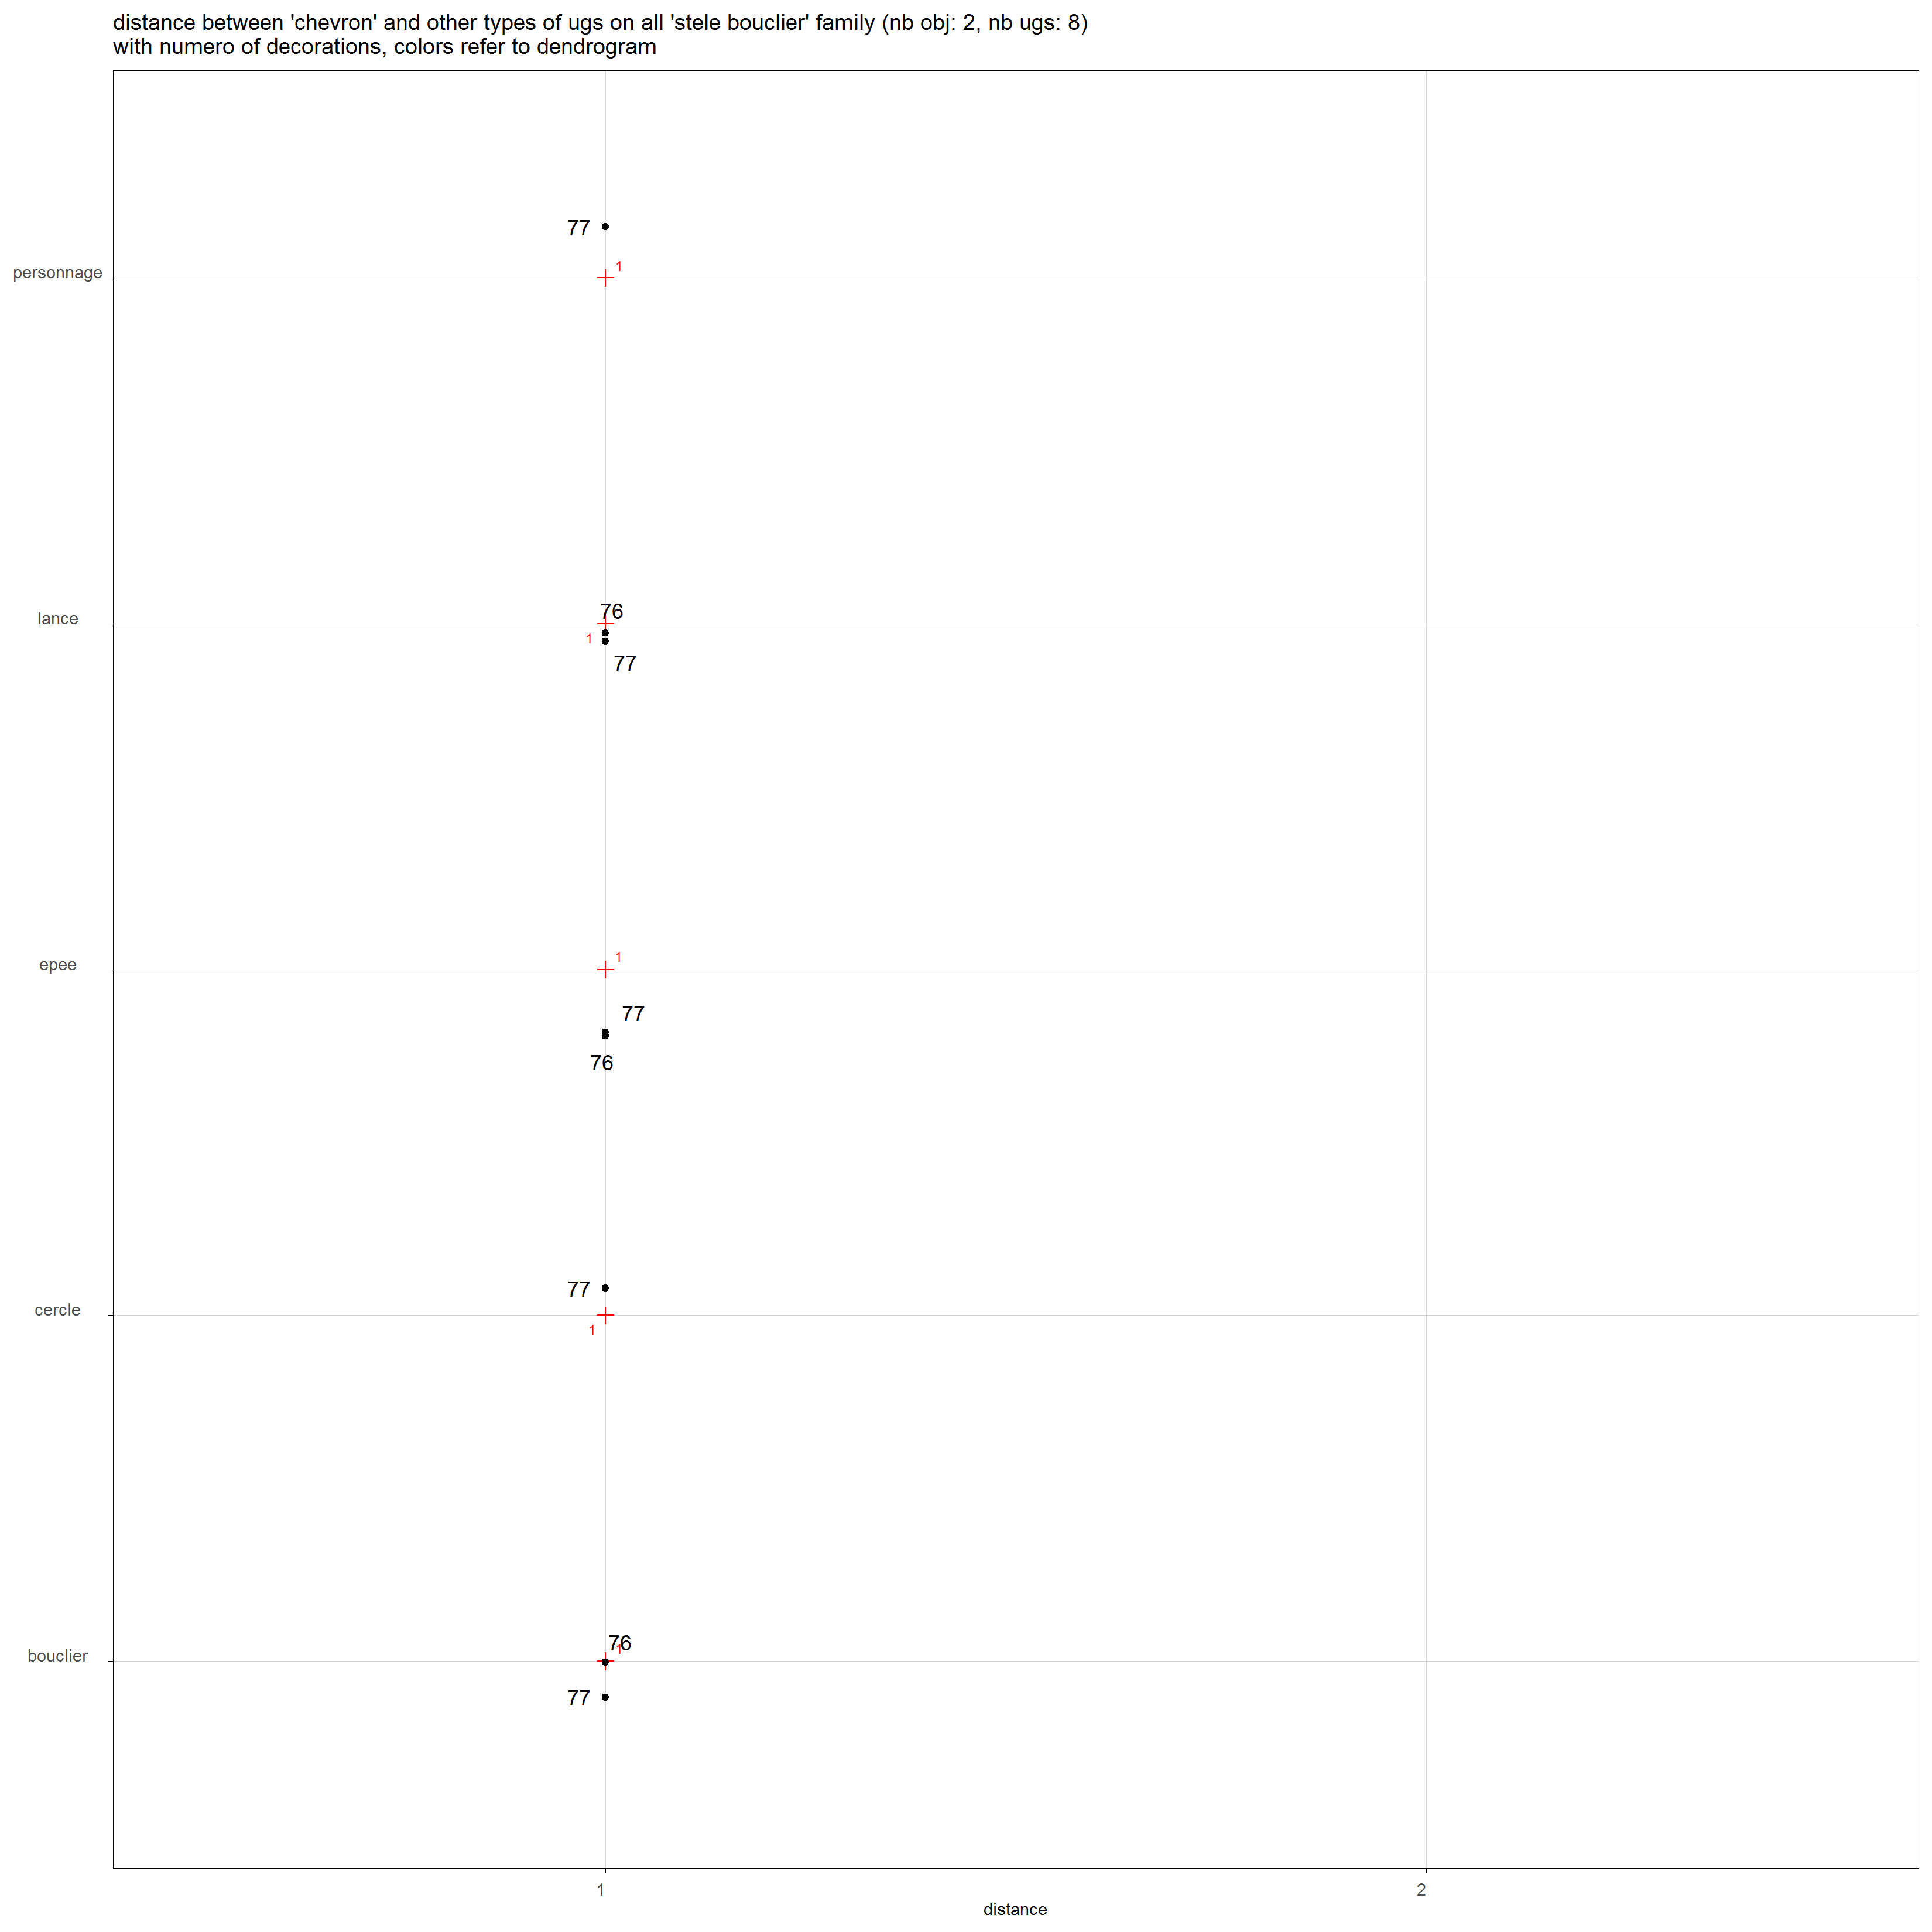 distance between 'chevron' and other types of ugs on all 'stele bouclier' family (nb obj: 2, nb ugs: 8)
with numero of decorations, colors refer to dendrogram
77
personnage
1
76
lance
1
77
epee
1
77
76
77
cercle
1
76
bouclier
1
77
1
2
distance